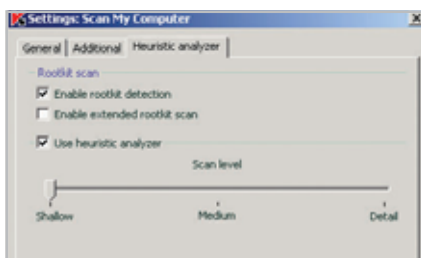 Settings: Scan My Computer
General Additional Heuristic analyzer
Rootkit scan
Enable rootkit detection
Enable extended rootkit scan
Use heuristic analyzer
Scan level
Shallow Medium Detail